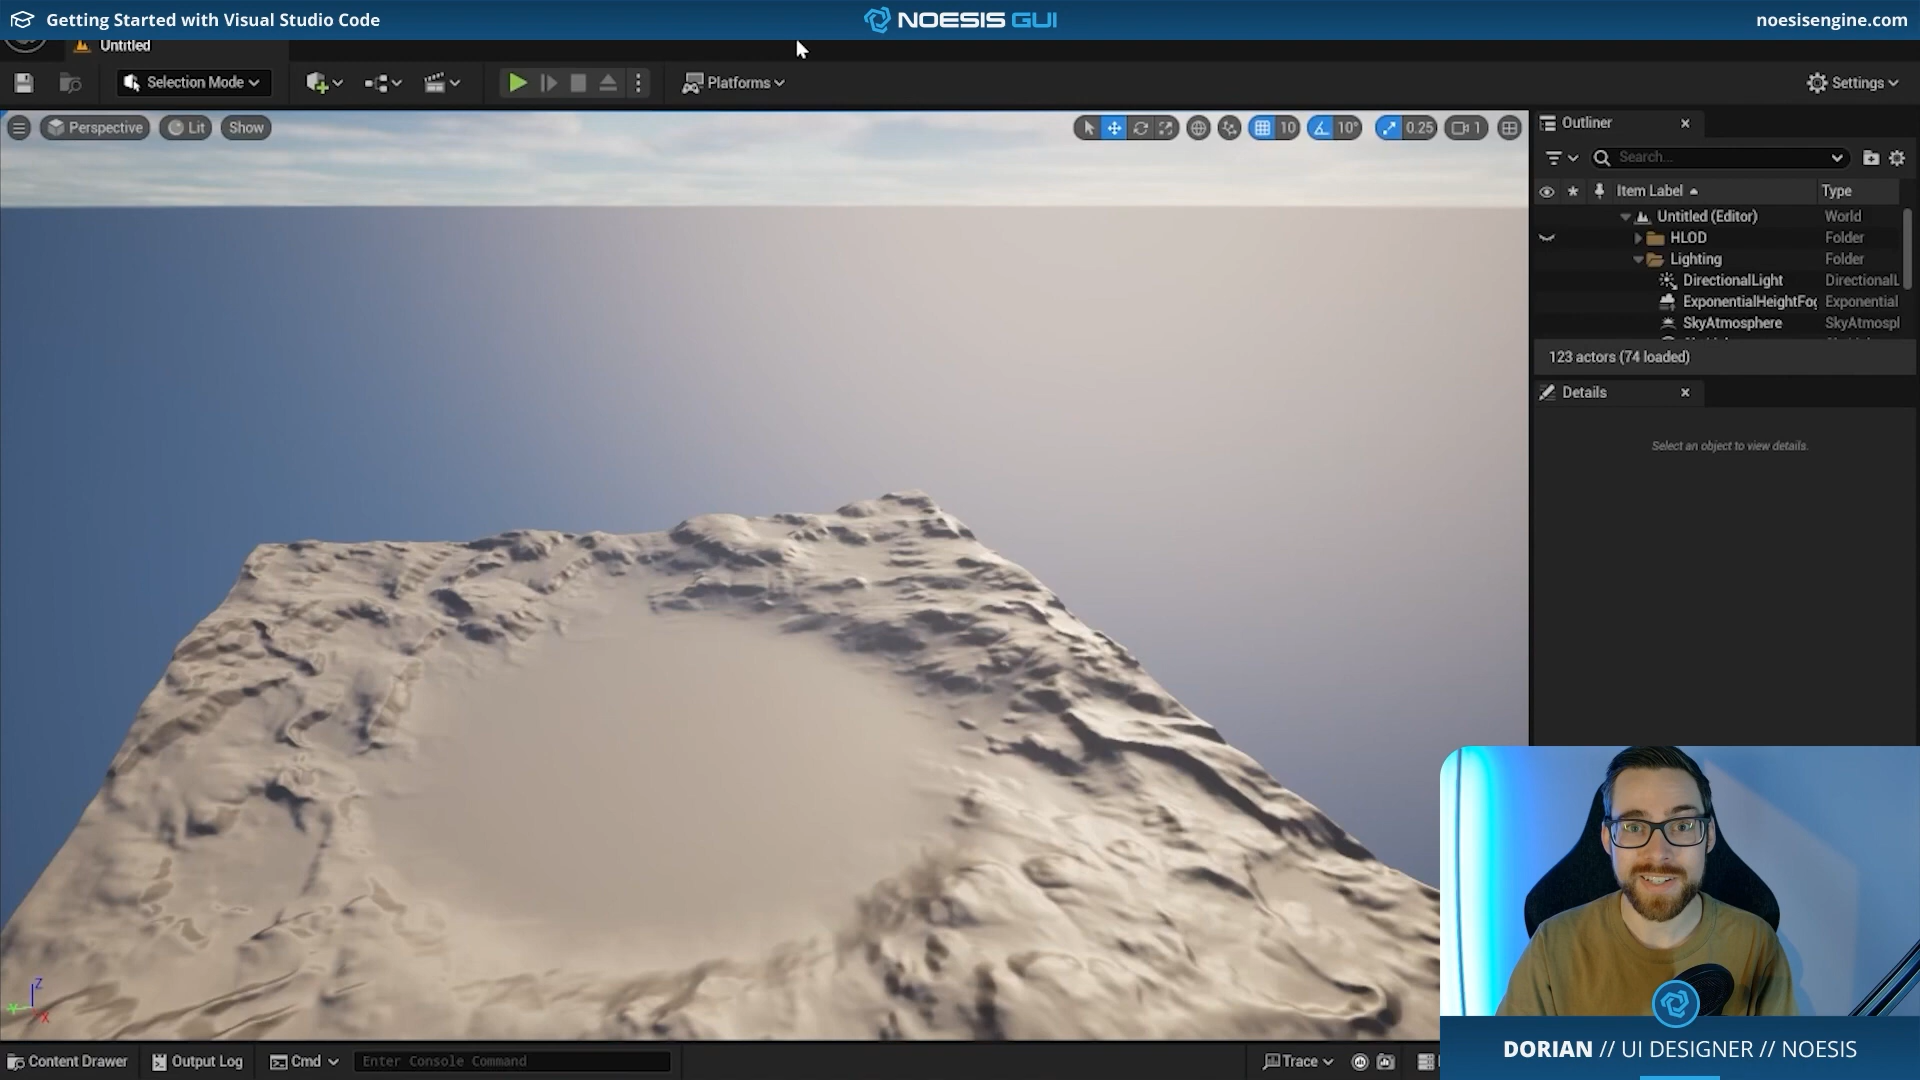 Getting Started with Visual Studio Code
NOESIS GUI
noesisengine.com
Untitled
Selection Mode
Platforms
Settings
Perspective
Lit
Show
10
10°
0.25
1
Outliner
Search...
Item Label
Type
Untitled (Editor)
World
HLOD
Folder
Lighting
Folder
DirectionalLight
DirectionalL
ExponentialHeightFog
Exponential
SkyAtmosphere
SkyAtmospl
123 actors (74 loaded)
Details
Select an object to view details.
Z
Y
X
Content Drawer
Output Log
Cmd
Enter Console Command
Trace
DORIAN // UI DESIGNER // NOESIS